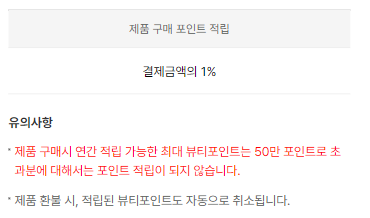 제품 구매 포인트 적립
결제금액의 1%
유의사항
* 제품 구매시 연간 적립 가능한 최대 뷰티포인트는 50만 포인트로 초
과분에 대해서는 포인트 적립이 되지 않습니다.
* 제품 환불 시, 적립된 뷰티포인트도 자동으로 취소됩니다.